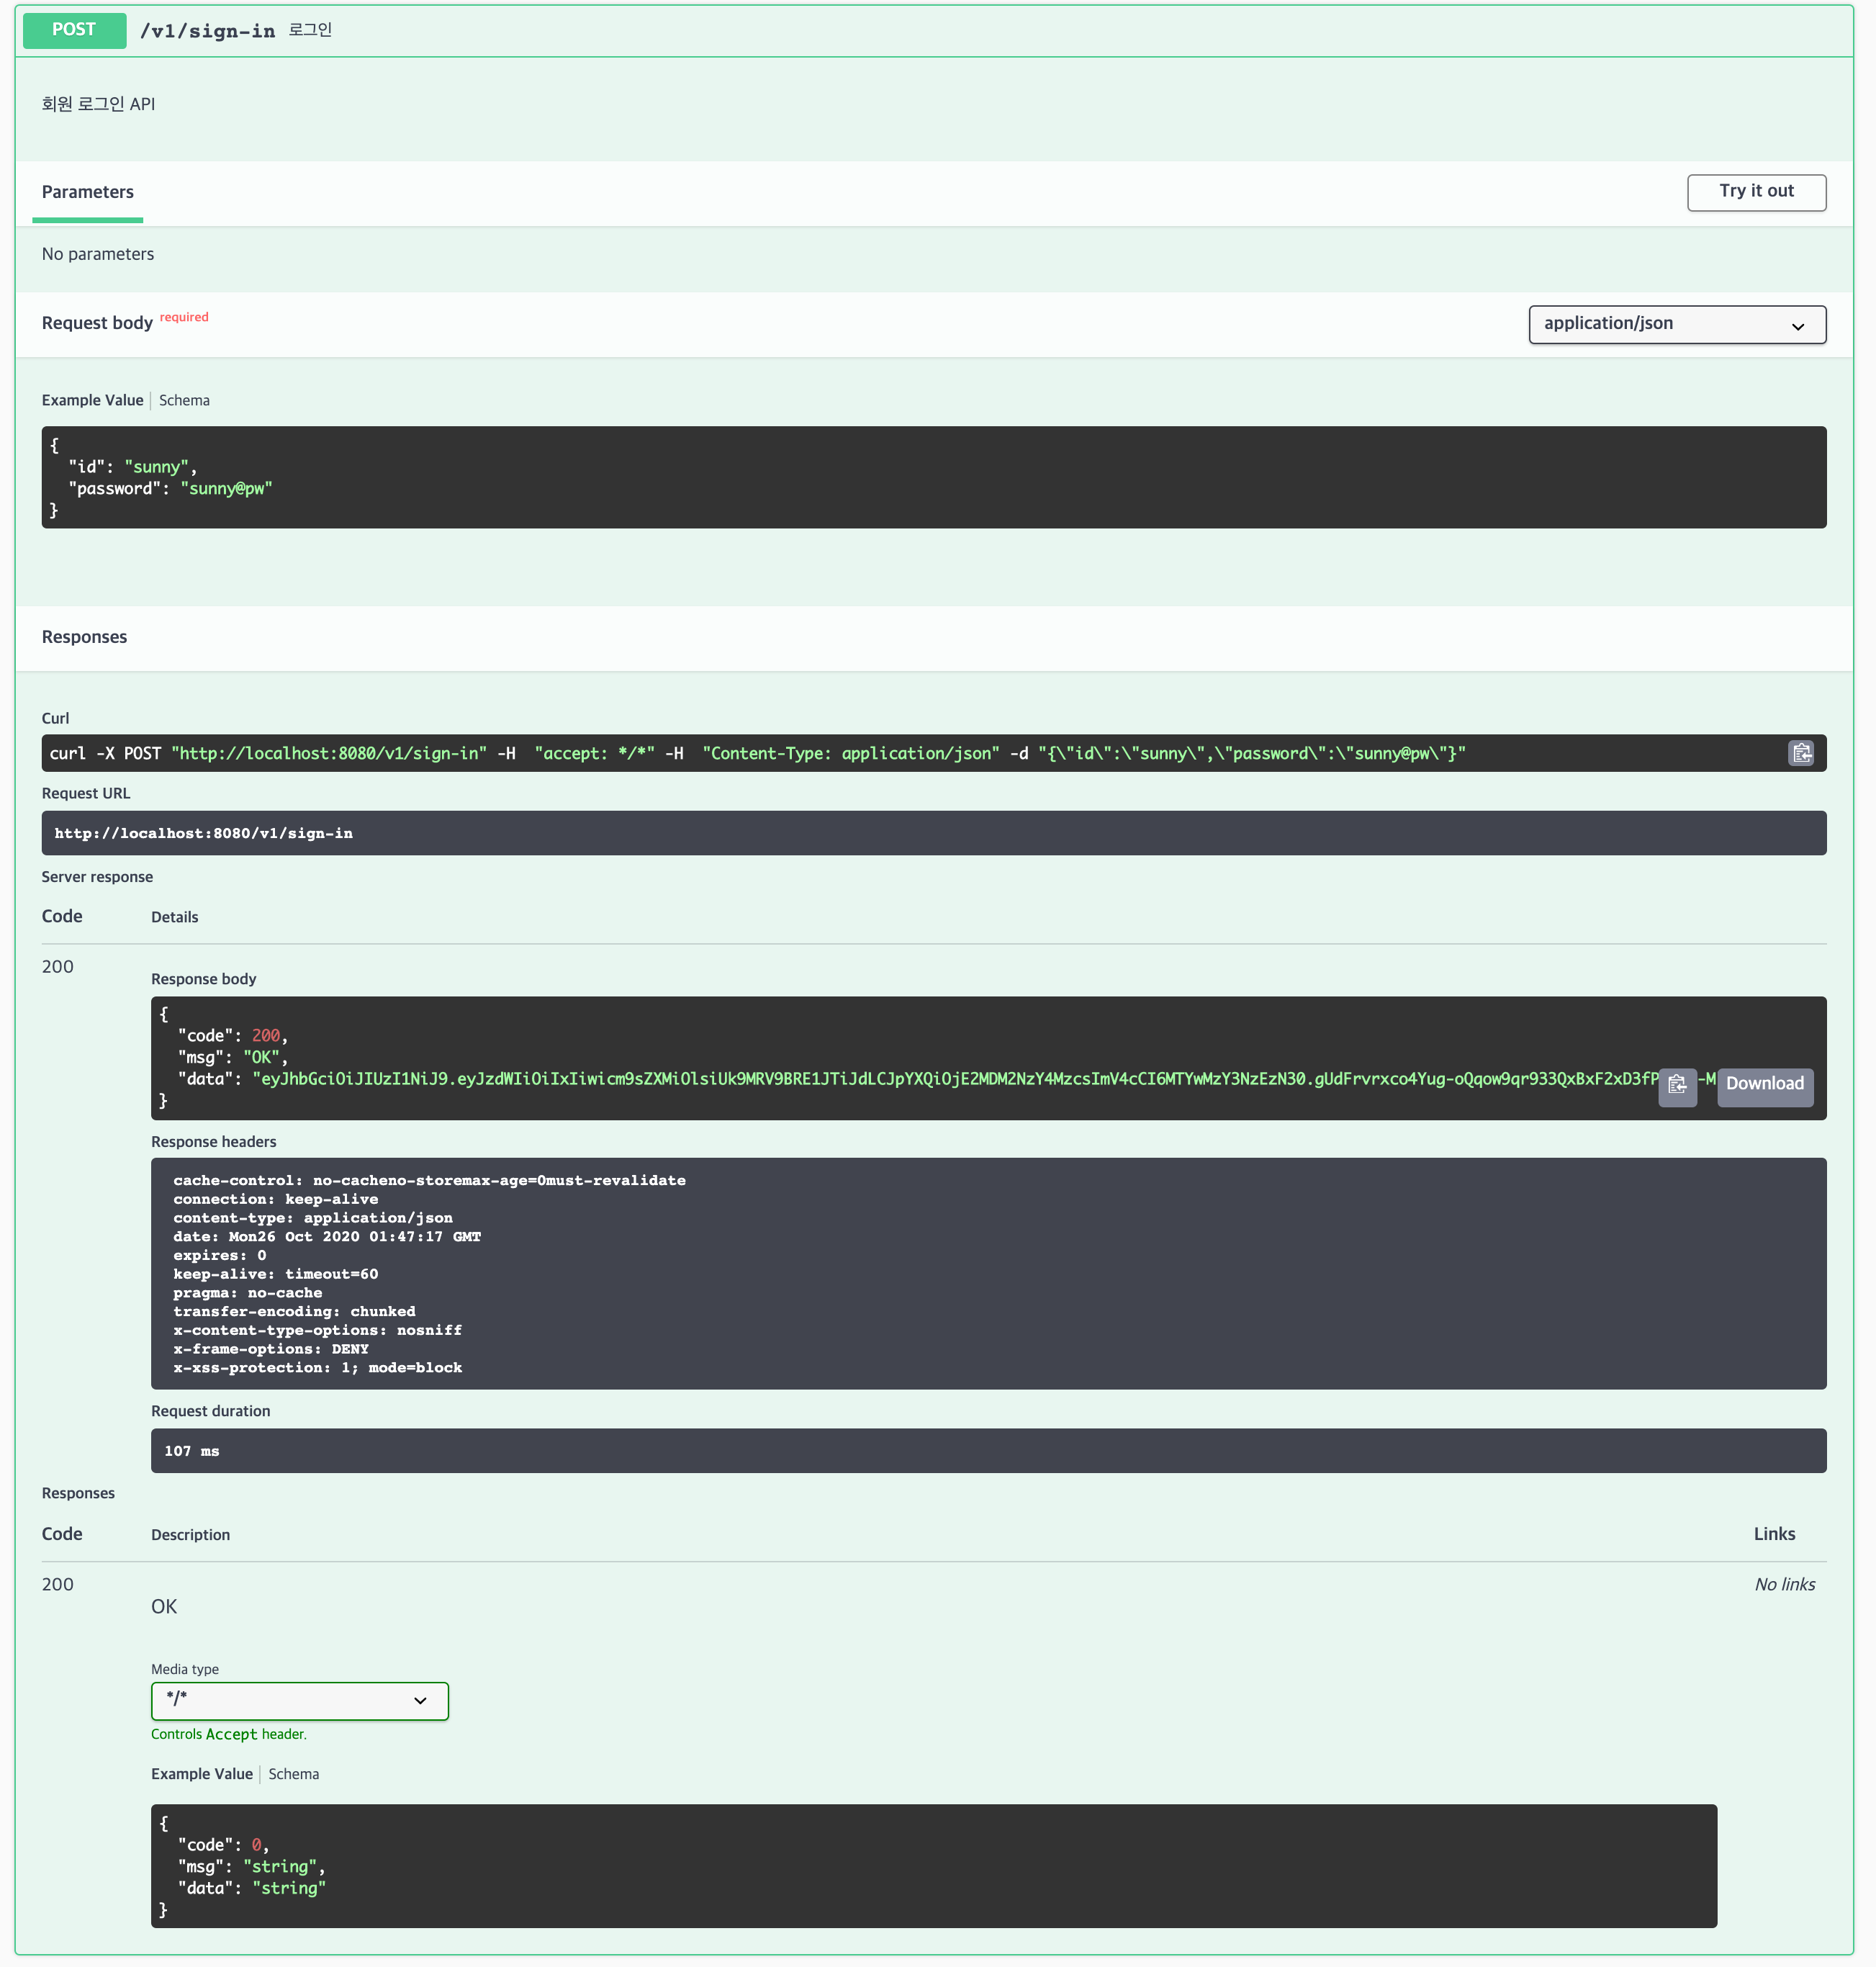 POST /v1/sign-in 로그인
회원 로그인 API
Parameters
Try it out
No parameters
Request body required
application/json
Example Value Schema
{
"id": "sunny",
"password": "sunny@pw"
}
Responses
Curl
curl -X POST "http://localhost:8080/v1/sign-in" -H "accept: */*" -H "Content-Type: application/json" -d "{\"id\":\"sunny\",\"password\":\"sunny@pw\"}"
Request URL
http://localhost:8080/v1/sign-in
Server response
Code Details
200
Response body
{
"code": 200,
"msg": "OK",
"data": "eyJhbGciOiJIUzI1NiJ9.eyJzdWIiOiIxIiwicm9sZXMiOlsiUk9MRV9BRE1JTiJdLCJpYXQiOjE2MDM2NzY4MzcsImV4cCI6MTYwMzY3NzEzN30.gUdFrvrxco4Yug-oQqow9qr933QxBxF2xD3fP -M
}
Download
Response headers
cache-control: no-cacheno-storemax-age=0must-revalidate
connection: keep-alive
content-type: application/json
date: Mon26 Oct 2020 01:47:17 GMT
expires: 0
keep-alive: timeout=60
pragma: no-cache
transfer-encoding: chunked
x-content-type-options: nosniff
x-frame-options: DENY
x-xss-protection: 1; mode=block
Request duration
107 ms
Responses
Code Description Links
200
No links
OK
Media type
*/*
Controls Accept header.
Example Value Schema
{
"code": 0,
"msg": "string",
"data": "string"
}